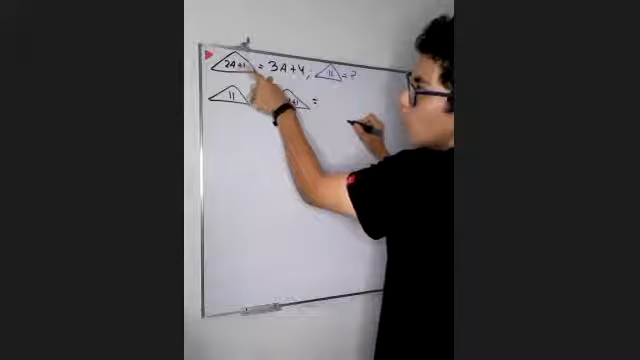 2A+1 = 3A+4; 11 = ?
11 =